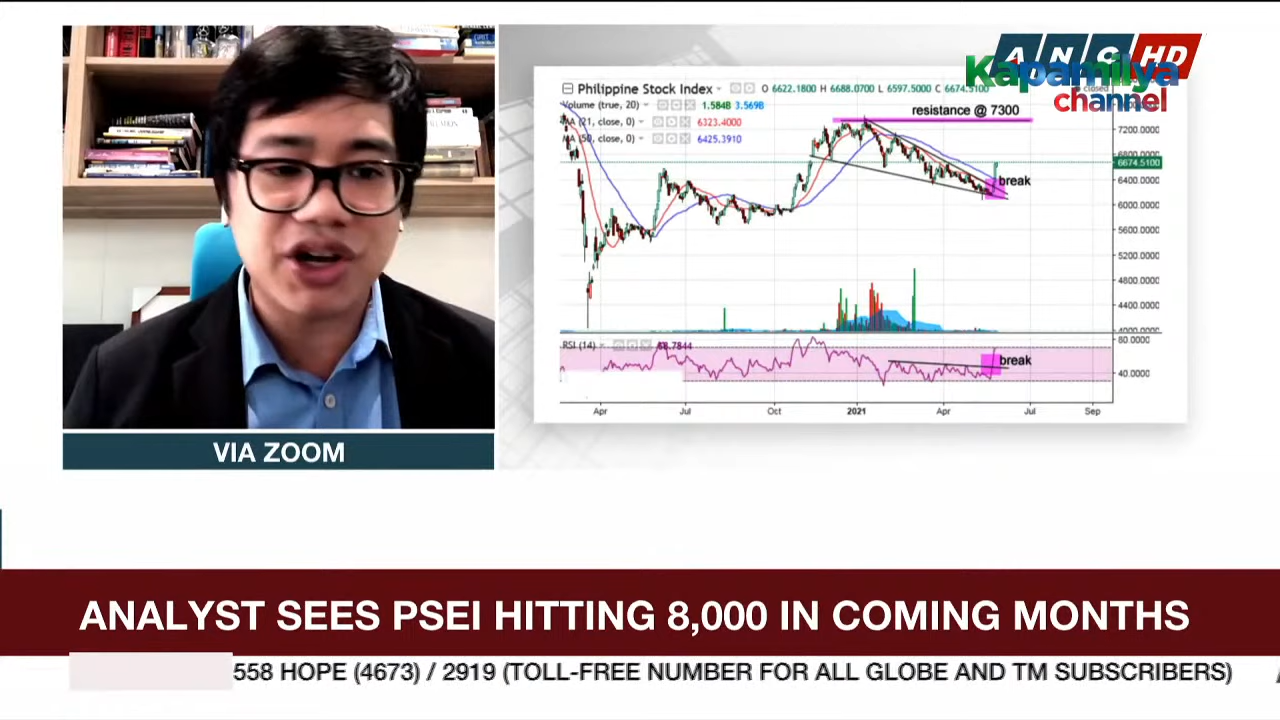 ANC HD
Kapamilya
channel
Philippine Stock Index O 6622.1800 H 6688.0700 L 6597.5000 C 6674.5100 closed
Volume (true, 20) 1.584B 3.569B
MA (21, close, 0) 6323.4000
MA (50, close, 0) 6425.3910
resistance @ 7300
7200.0000
6800.0000
6674.5100
break
6400.0000
6000.0000
5600.0000
5200.0000
4800.0000
4400.0000
4000.0000
RSI (14)
80.0000
break
40.0000
Apr Jul Oct 2021 Apr Jul Sep
VIA ZOOM
ANALYST SEES PSEI HITTING 8,000 IN COMING MONTHS
558 HOPE (4673) / 2919 (TOLL-FREE NUMBER FOR ALL GLOBE AND TM SUBSCRIBERS)